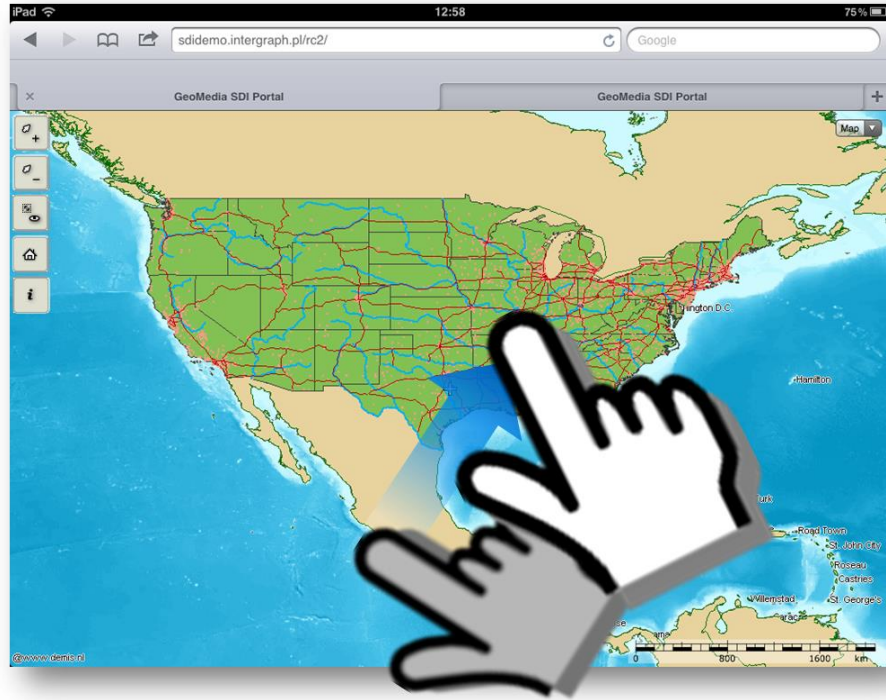 iPad 12:58 75%
sdidemo.intergraph.pl/rc2/ Google
GeoMedia SDI Portal GeoMedia SDI Portal
Map
ington D.C.
Hamilton
Road Town
St. John City
Roseau
Castries
Willemstad St. George's
0 800 1600 km
@www.demis.nl